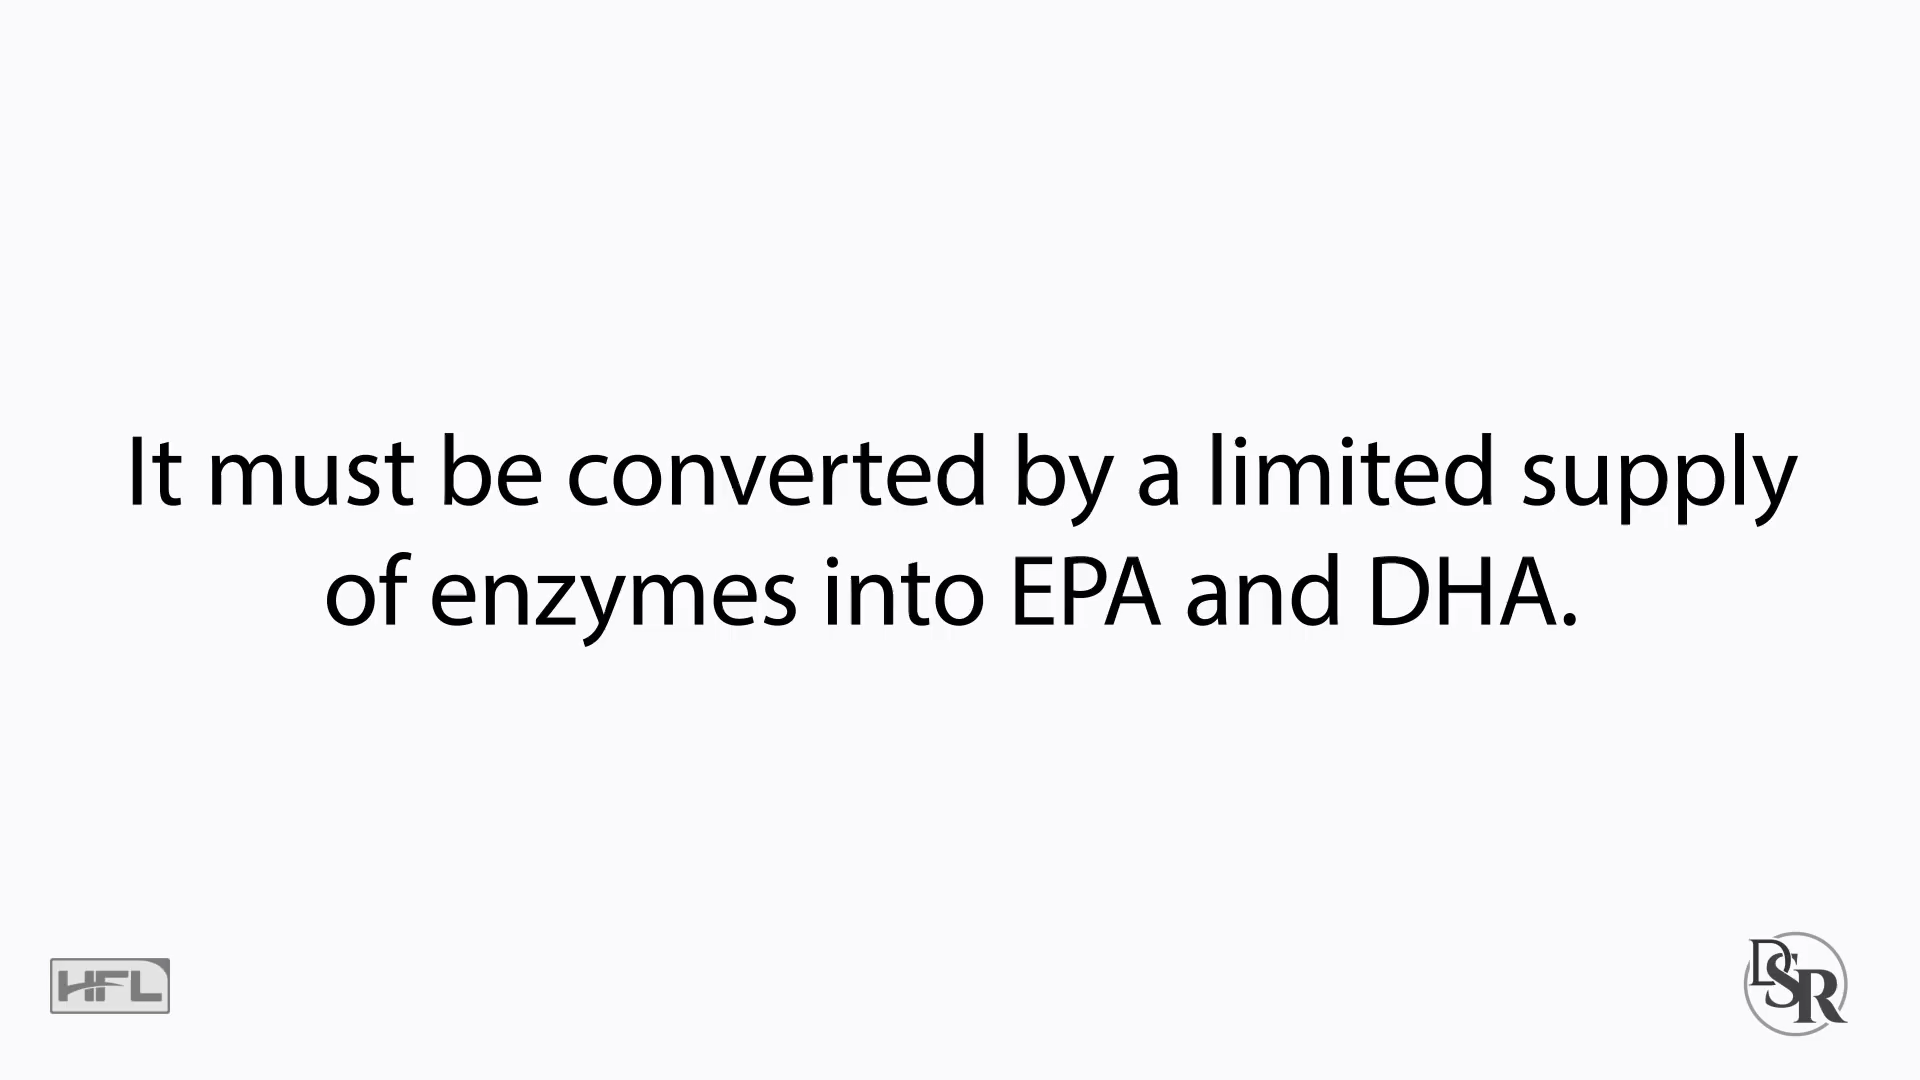 It must be converted by a limited supply
of enzymes into EPA and DHA.
HFL
DSR